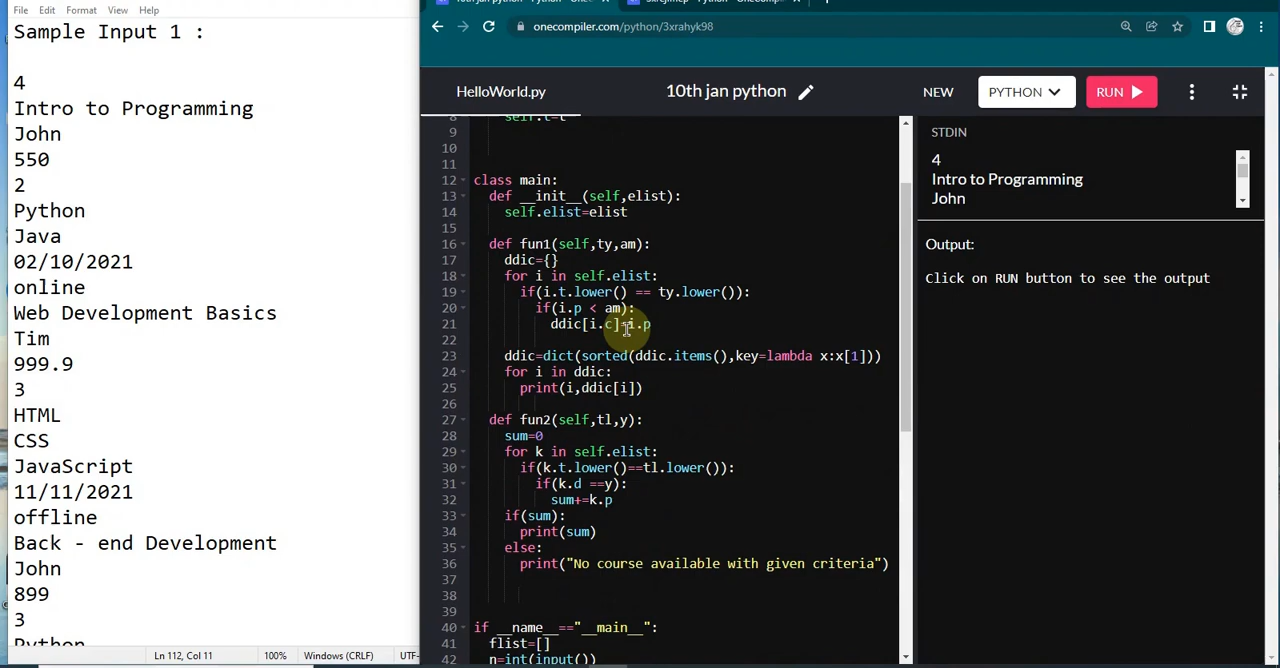 File Edit Format View Help
Sample Input 1 :
4
Intro to Programming
John
550
2
Python
Java
02/10/2021
online
Web Development Basics
Tim
999.9
3
HTML
CSS
JavaScript
11/11/2021
offline
Back - end Development
John
899
3
Python
Ln 112, Col 11 100% Windows (CRLF) UTF-
onecompiler.com/python/3xrahyk98
HelloWorld.py 10th jan python NEW PYTHON RUN
8 self.t=t
9
10
11
12 class main:
13 def __init__(self,elist):
14 self.elist=elist
15
16 def fun1(self,ty,am):
17 ddic={}
18 for i in self.elist:
19 if(i.t.lower() == ty.lower()):
20 if(i.p < am):
21 ddic[i.c]=i.p
22
23 ddic=dict(sorted(ddic.items(),key=lambda x:x[1]))
24 for i in ddic:
25 print(i,ddic[i])
26
27 def fun2(self,tl,y):
28 sum=0
29 for k in self.elist:
30 if(k.t.lower()==tl.lower()):
31 if(k.d ==y):
32 sum+=k.p
33 if(sum):
34 print(sum)
35 else:
36 print("No course available with given criteria")
37
38
39
40 if __name__=="__main__":
41 flist=[]
42 n=int(input())
STDIN
4
Intro to Programming
John
Output:
Click on RUN button to see the output